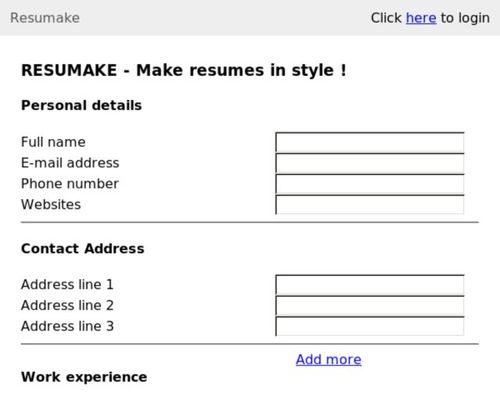 Resumake Click here to login
RESUMAKE - Make resumes in style !
Personal details
Full name
E-mail address
Phone number
Websites
Contact Address
Address line 1
Address line 2
Address line 3
Add more
Work experience